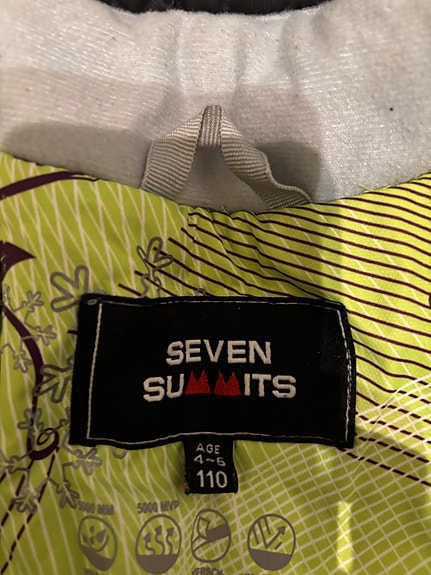 SEVEN
SUMMITS
AGE
4-6
110
5000 MM
5000 MVP